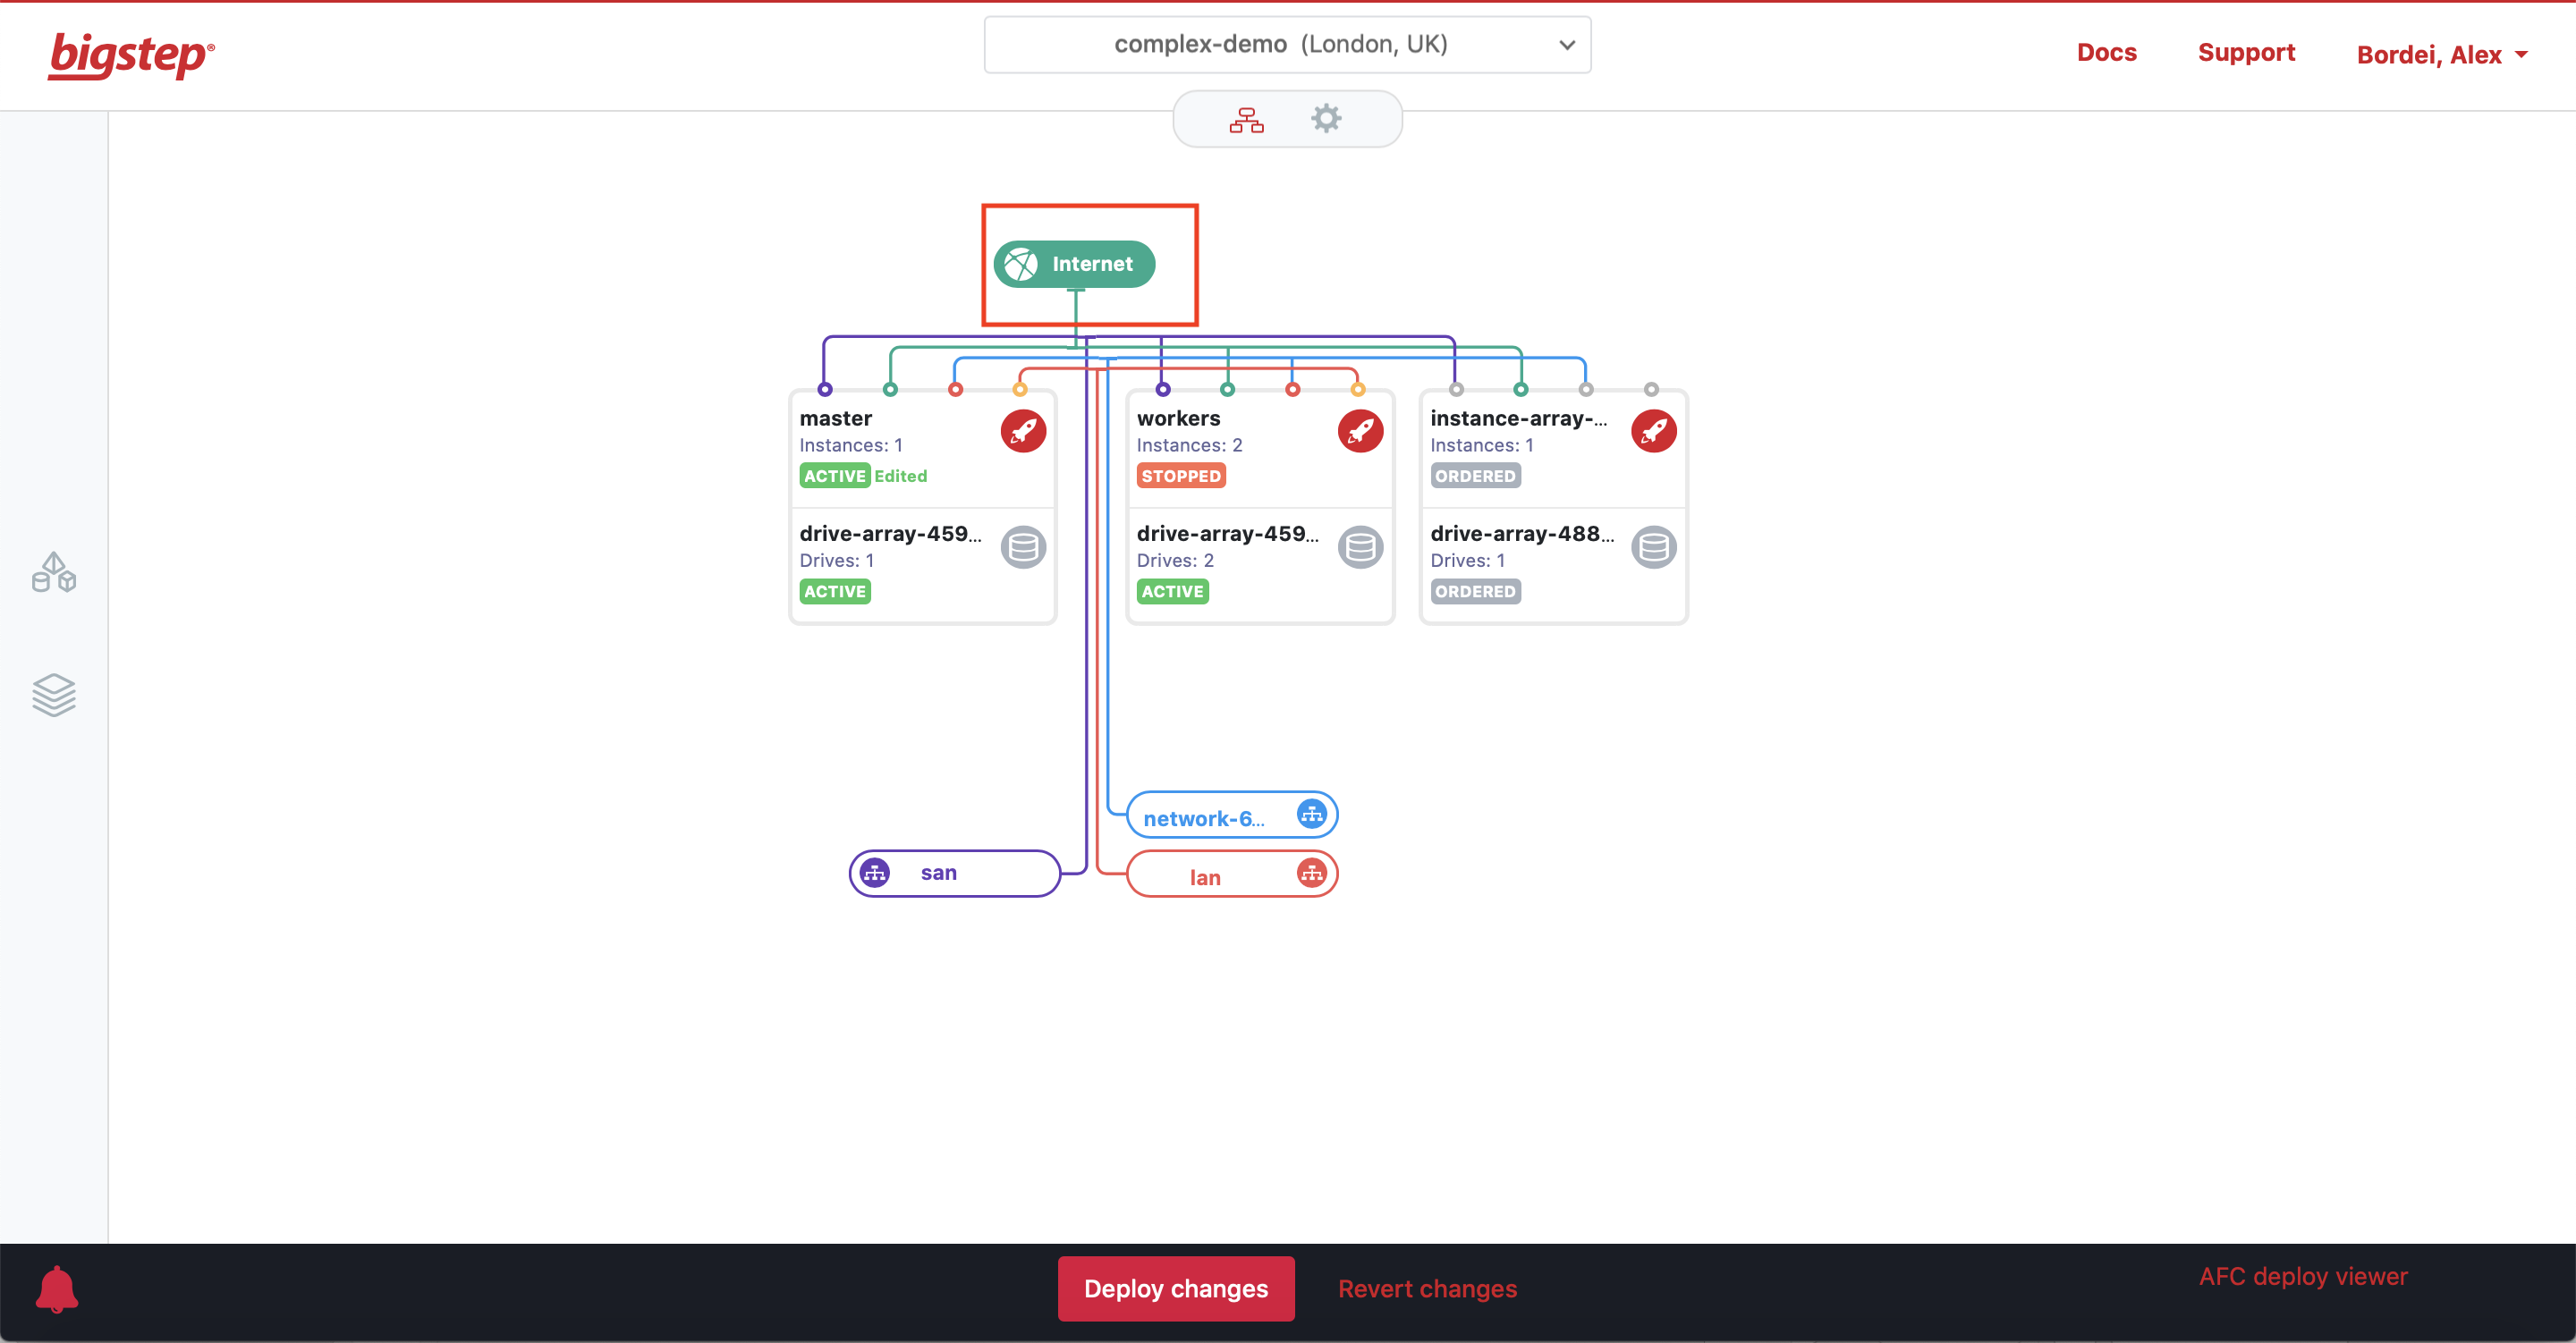 bigstep®
complex-demo (London, UK)
Docs
Support
Bordei, Alex
Internet
master
Instances: 1
ACTIVE Edited
drive-array-459...
Drives: 1
ACTIVE
workers
Instances: 2
STOPPED
drive-array-459...
Drives: 2
ACTIVE
instance-array-...
Instances: 1
ORDERED
drive-array-488...
Drives: 1
ORDERED
network-6...
san
lan
Deploy changes
Revert changes
AFC deploy viewer